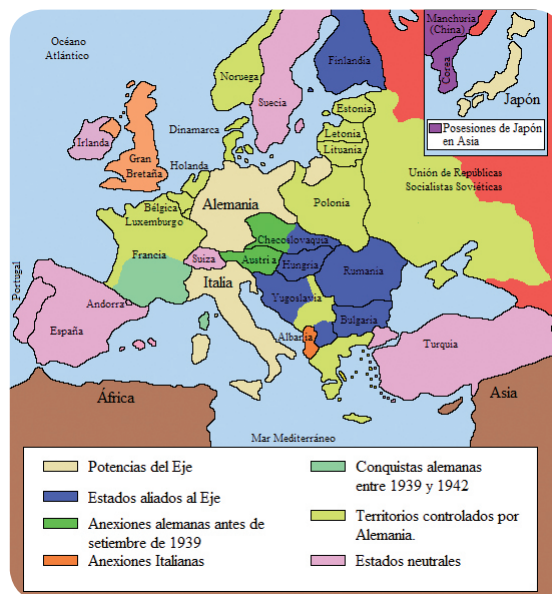 Océano
Atlántico
Noruega
Finlandia
Suecia
Manchuria
(China)
Corea
Japón
Posesiones de Japón
en Asia
Estonia
Letonia
Lituania
Dinamarca
Irlanda
Gran
Bretaña
Holanda
Unión de Repúblicas
Socialistas Soviéticas
Alemania
Polonia
Bélgica
Luxemburgo
Checoslovaquia
Francia
Suiza
Austria
Hungria
Rumania
Italia
Portugal
Andorra
Yugoslavia
España
Albania
Bulgaria
Turquia
África
Asia
Mar Mediterráneo
Potencias del Eje
Estados aliados al Eje
Anexiones alemanas antes de
setiembre de 1939
Anexiones Italianas
Conquistas alemanas
entre 1939 y 1942
Territorios controlados por
Alemania.
Estados neutrales